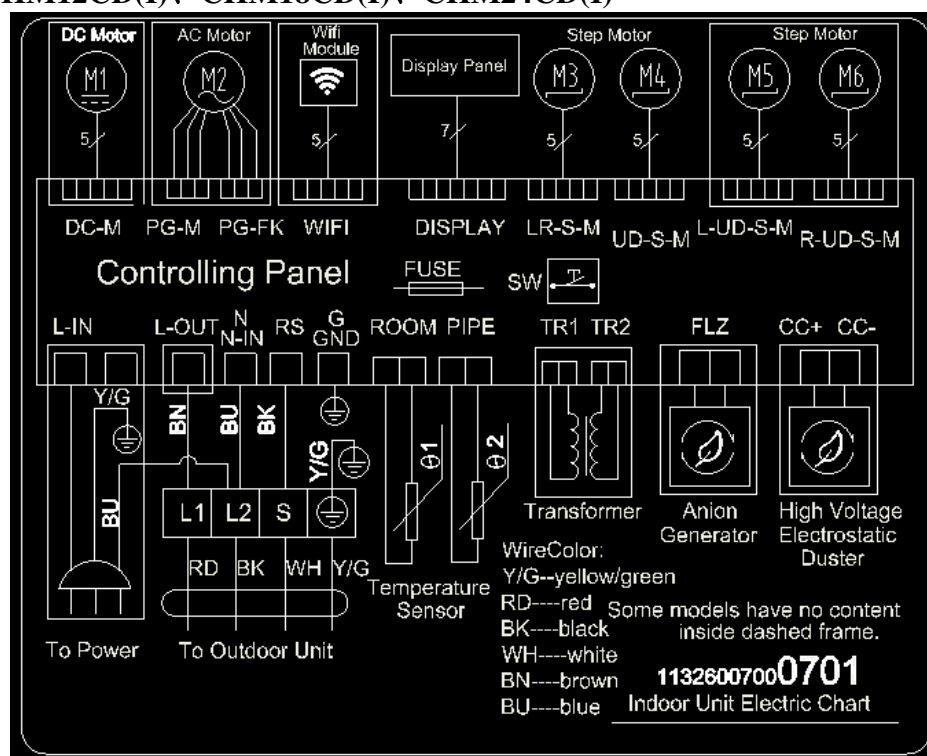 HM12CD(I)、CHM18CD(I)、CHM24CD(I)
DC Motor
M1
5
AC Motor
M2
Wifi
Module
5
Display Panel
7
Step Motor
M3
M4
5
5
Step Motor
M5
M6
5
5
DC-M
PG-M
PG-FK
WIFI
DISPLAY
LR-S-M
UD-S-M
L-UD-S-M
R-UD-S-M
Controlling Panel
FUSE
SW
L-IN
L-OUT
N
N-IN
RS
G
GND
ROOM
PIPE
TR1
TR2
FLZ
CC+
CC-
Y/G
BU
BN
BU
BK
Y/G
θ1
θ2
L1
L2
S
RD
BK
WH
Y/G
To Power
To Outdoor Unit
Temperature
Sensor
Transformer
Anion
Generator
High Voltage
Electrostatic
Duster
WireColor:
Y/G--yellow/green
RD----red
BK----black
WH----white
BN----brown
BU----blue
Some models have no content
inside dashed frame.
11326007000701
Indoor Unit Electric Chart